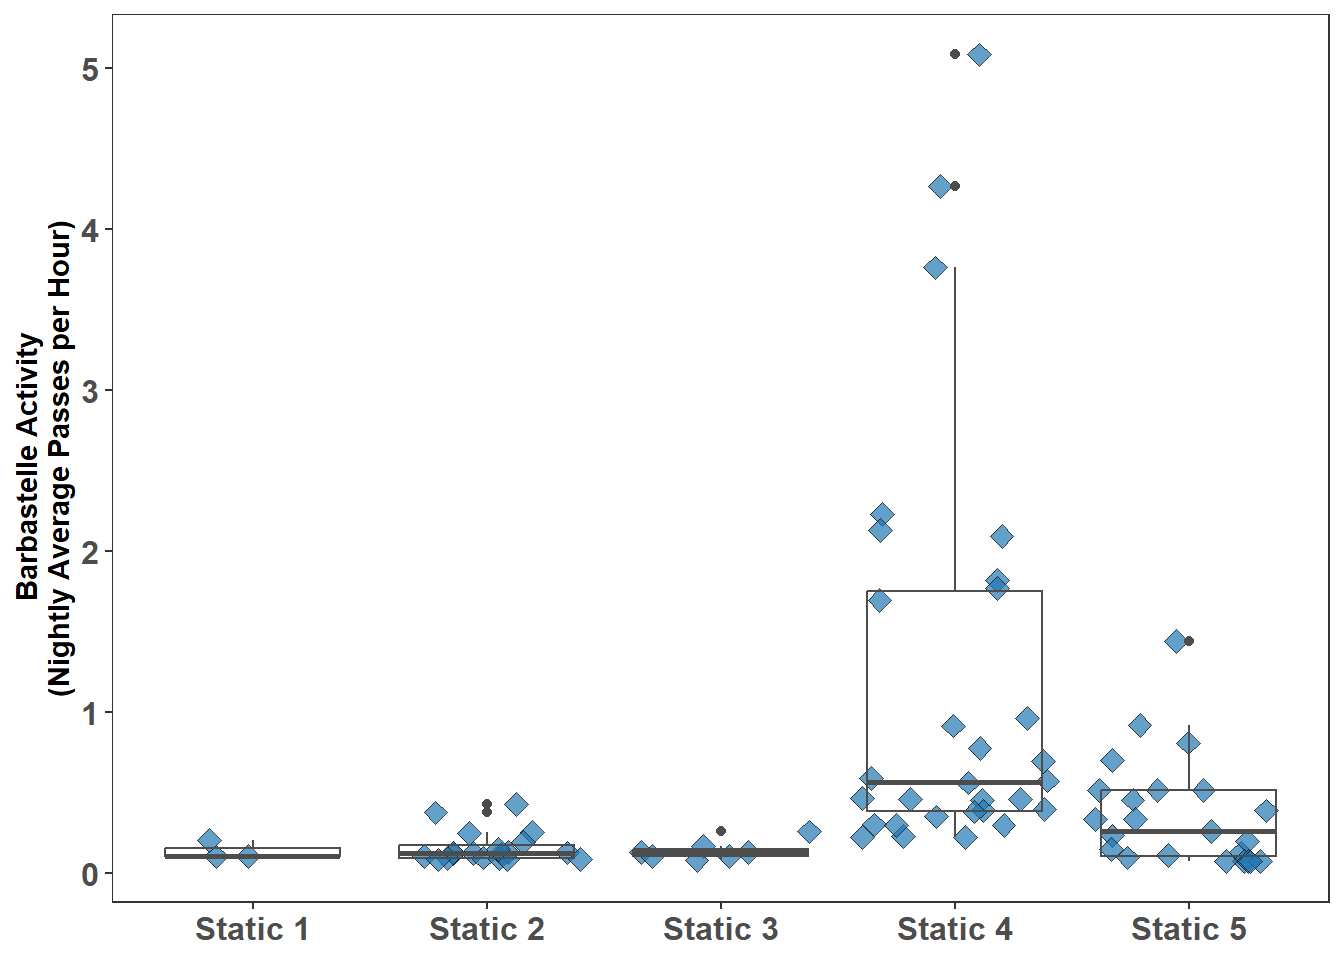 Barbastelle Activity
(Nightly Average Passes per Hour)
5
4
3
2
1
0
Static 1
Static 2
Static 3
Static 4
Static 5